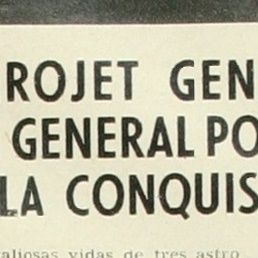 ROJET GEN
GENERAL PO
LA CONQUIS
aliosas vidas de tres astro